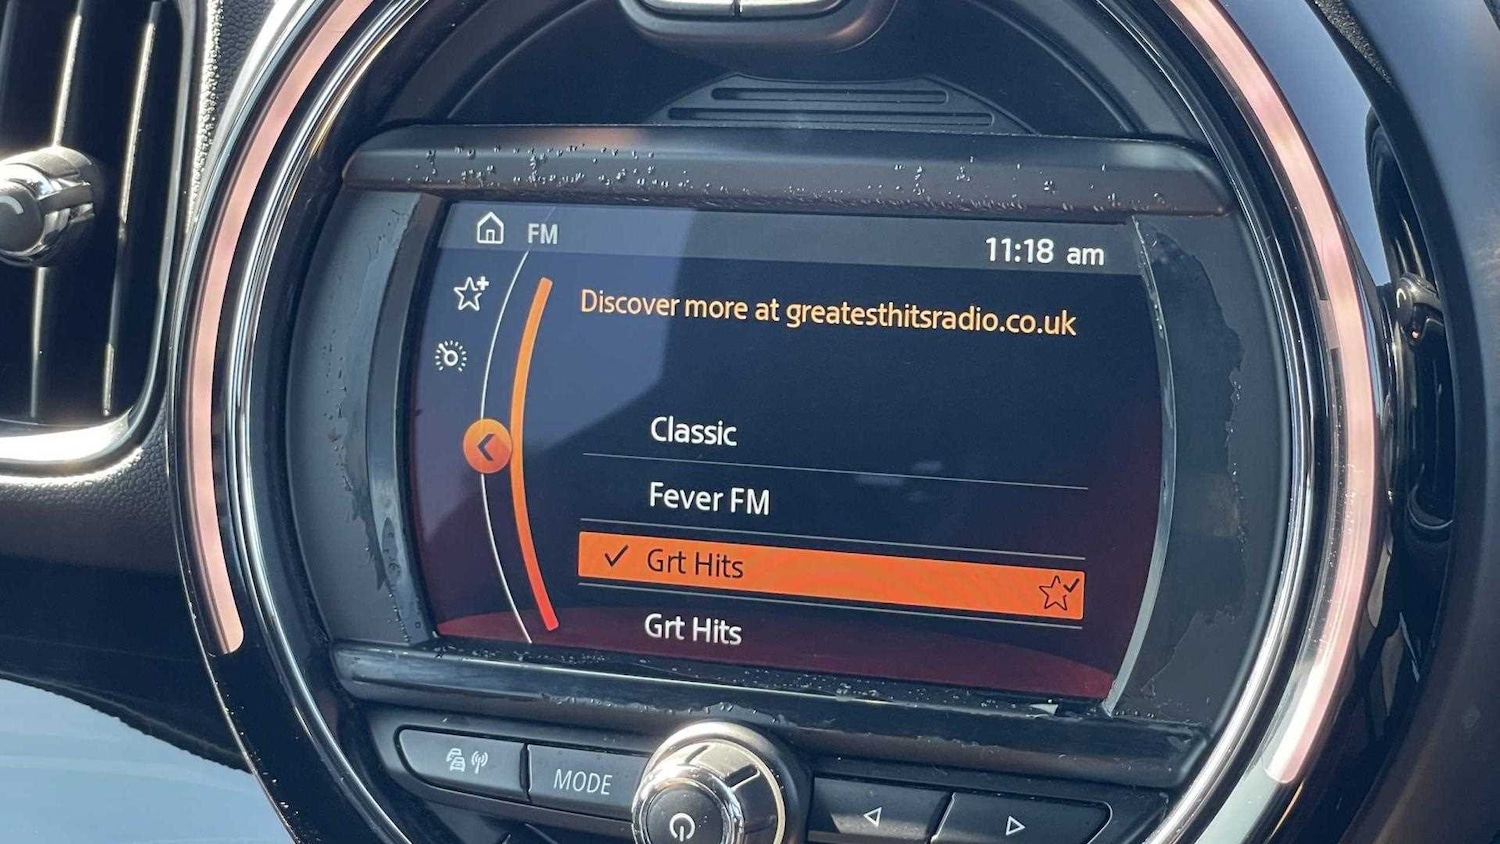 FM
11:18 am
Discover more at greatesthitsradio.co.uk
Classic
Fever FM
Grt Hits
Grt Hits
MODE